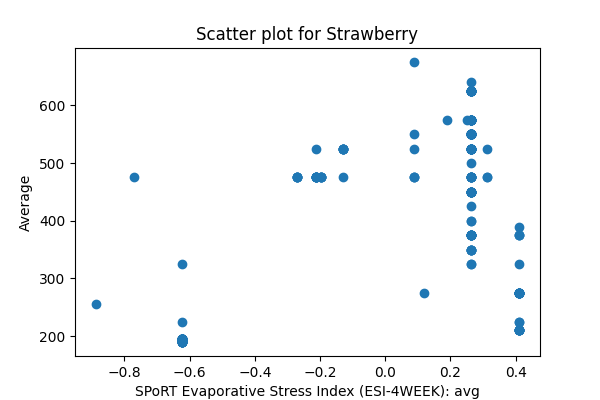 Scatter plot for Strawberry
600
500
400
300
200
Average
−0.8 −0.6 −0.4 −0.2 0.0 0.2 0.4
SPoRT Evaporative Stress Index (ESI-4WEEK): avg